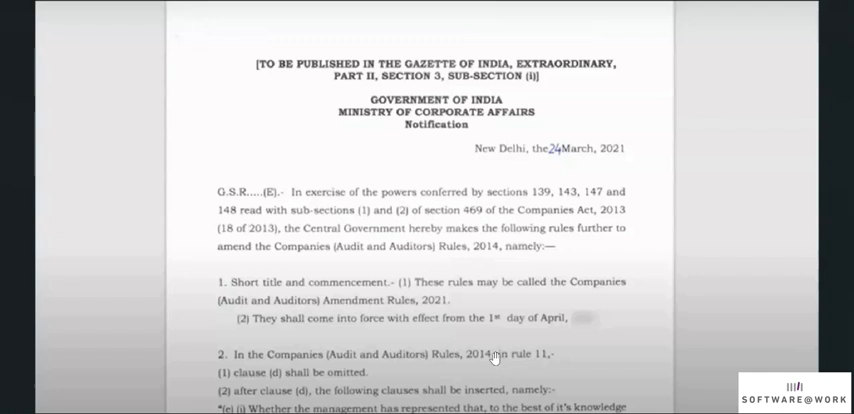 [TO BE PUBLISHED IN THE GAZETTE OF INDIA, EXTRAORDINARY,
PART II, SECTION 3, SUB-SECTION (i)]
GOVERNMENT OF INDIA
MINISTRY OF CORPORATE AFFAIRS
Notification
New Delhi, the 24 March, 2021
G.S.R.....(E).- In exercise of the powers conferred by sections 139, 143, 147 and
148 read with sub-sections (1) and (2) of section 469 of the Companies Act, 2013
(18 of 2013), the Central Government hereby makes the following rules further to
amend the Companies (Audit and Auditors) Rules, 2014, namely:—
1. Short title and commencement.- (1) These rules may be called the Companies
(Audit and Auditors) Amendment Rules, 2021.
(2) They shall come into force with effect from the 1st day of April,
2. In the Companies (Audit and Auditors) Rules, 2014 in rule 11,-
(1) clause (d) shall be omitted.
(2) after clause (d), the following clauses shall be inserted, namely:-
"(e) (i) Whether the management has represented that, to the best of it's knowledge
SOFTWARE@WORK